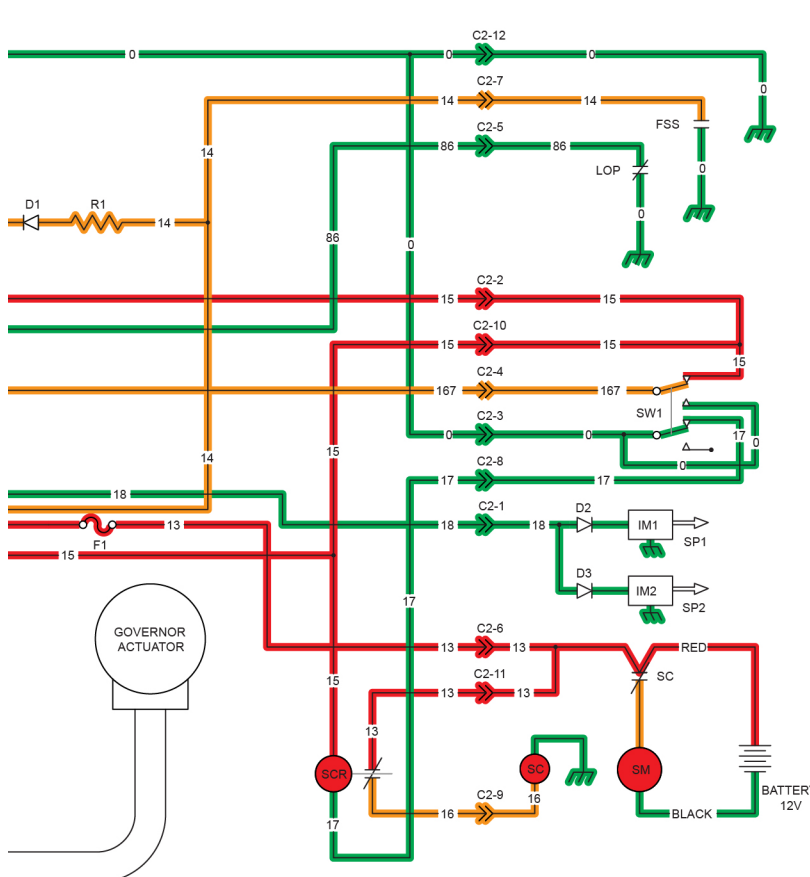 C2-12
0 0 0
0
C2-7
14 14
FSS
C2-5
86 86
14
LOP
0
D1 R1
14
0
86
0
C2-2
15 15
C2-10
15 15
15
C2-4
167 167
SW1
C2-3
0 0
17
0
15
14
0
C2-8
17 17
18
C2-1
18 18
D2
IM1
SP1
13
F1
15
D3
IM2
SP2
17
GOVERNOR
ACTUATOR
C2-6
13 13
RED
C2-11
13 13
SC
15
13
SCR
SC
SM
BATTER
12V
16
C2-9
16
BLACK
17